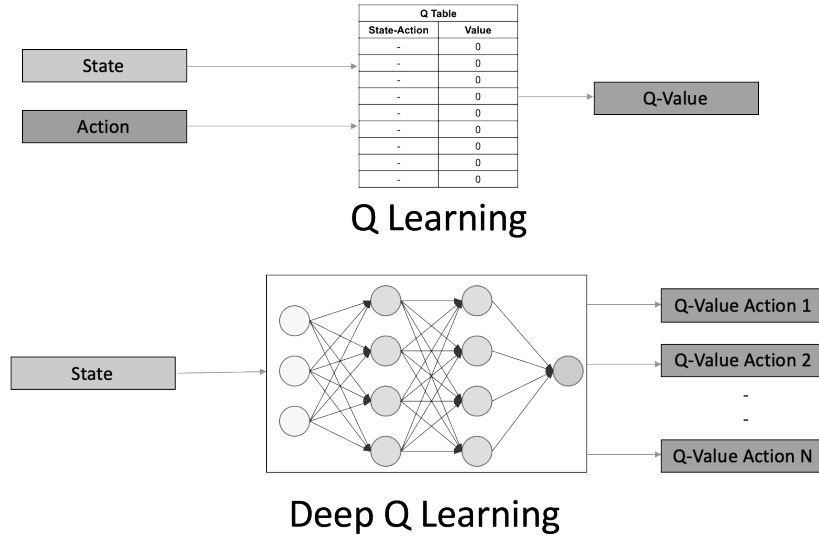 Q Table
State-Action Value
- 0
- 0
- 0
- 0
- 0
- 0
- 0
- 0
- 0
State
Action
Q-Value
Q Learning
State
Q-Value Action 1
Q-Value Action 2
-
-
Q-Value Action N
Deep Q Learning